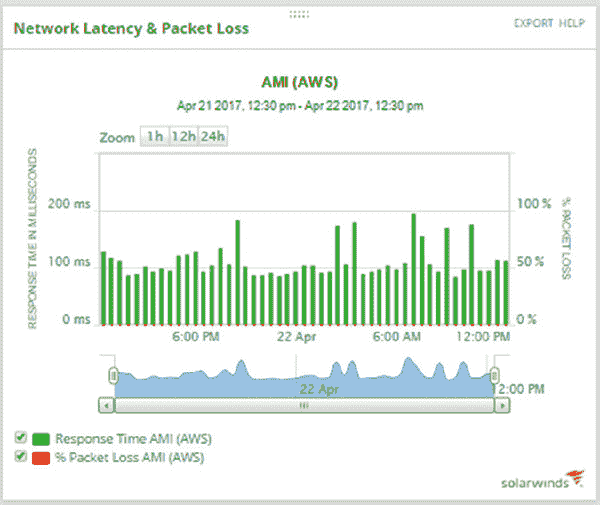 Network Latency & Packet Loss
EXPORT HELP
AMI (AWS)
Apr 21 2017, 12:30 pm - Apr 22 2017, 12:30 pm
Zoom 1h 12h 24h
RESPONSE TIME IN MILLISECONDS
200 ms
100 ms
0 ms
100 %
50 %
0 %
% PACKET LOSS
6:00 PM 22 Apr 6:00 AM 12:00 PM
22 Apr 12:00 PM
Response Time AMI (AWS)
% Packet Loss AMI (AWS)
solarwinds